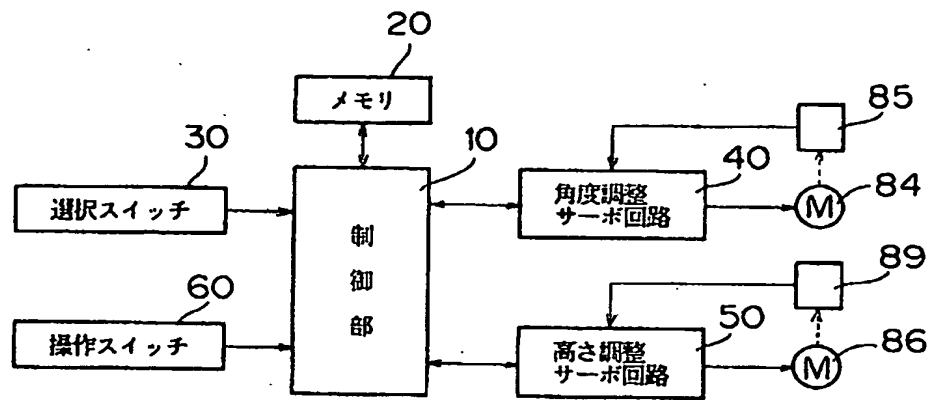 20
メモリ
30
選択スイッチ
10
制御部
60
操作スイッチ
40
角度調整
サーボ回路
85
M
84
50
高さ調整
サーボ回路
89
M
86